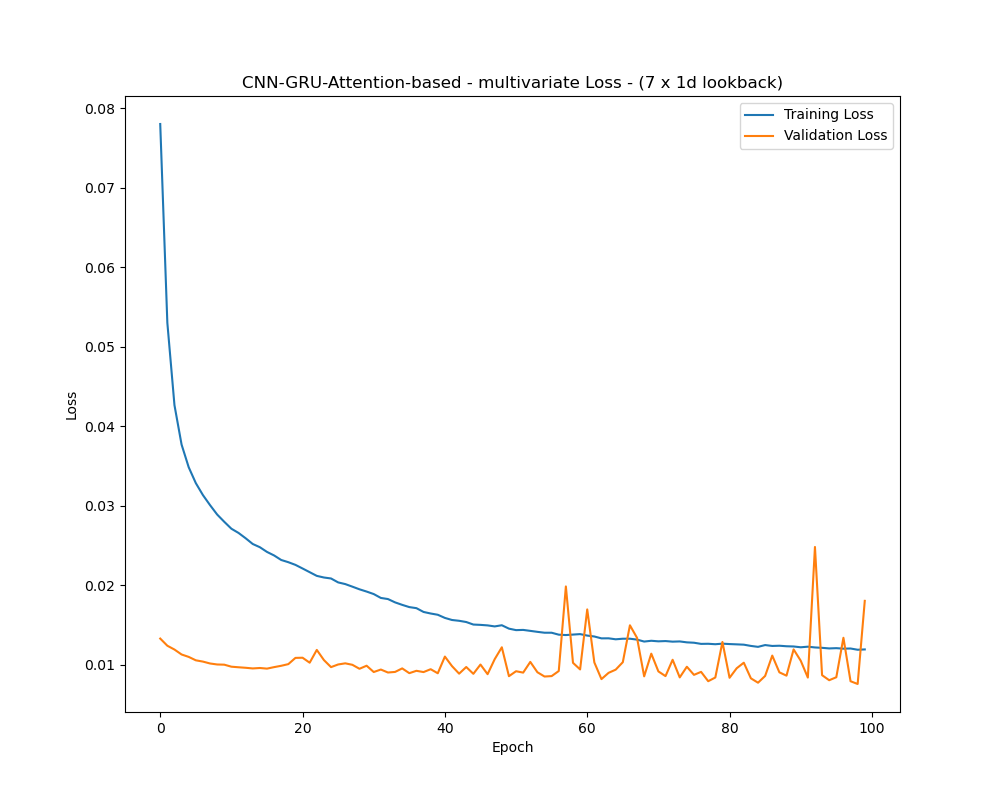 CNN-GRU-Attention-based - multivariate Loss - (7 x 1d lookback)
Training Loss
Validation Loss
0.08
0.07
0.06
0.05
0.04
0.03
0.02
0.01
Loss
0 20 40 60 80 100
Epoch